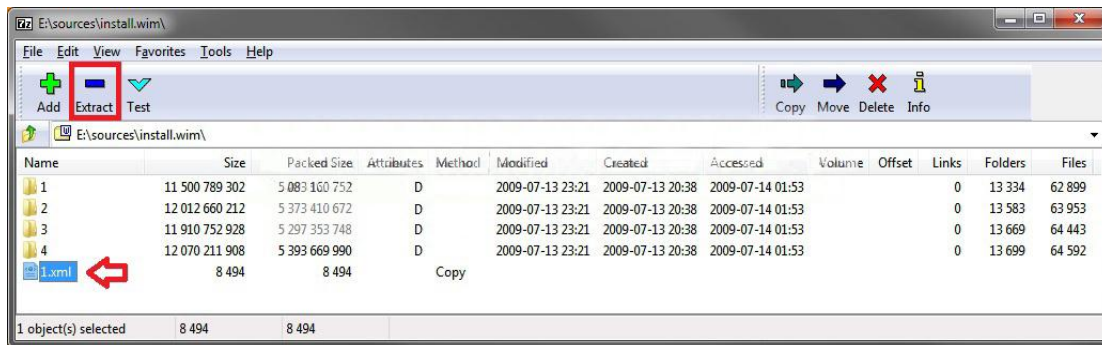 E:\sources\install.wim\
File Edit View Favorites Tools Help
Add Extract Test Copy Move Delete Info
E:\sources\install.wim\
Name Size Packed Size Attributes Method Modified Created Accessed Volume Offset Links Folders Files
1 11 500 789 302 5 083 160 752 D 2009-07-13 23:21 2009-07-13 20:38 2009-07-14 01:53 0 13 334 62 899
2 12 012 660 212 5 373 410 672 D 2009-07-13 23:21 2009-07-13 20:38 2009-07-14 01:53 0 13 583 63 953
3 11 910 752 928 5 297 353 748 D 2009-07-13 23:21 2009-07-13 20:38 2009-07-14 01:53 0 13 669 64 443
4 12 070 211 908 5 393 669 990 D 2009-07-13 23:21 2009-07-13 20:38 2009-07-14 01:53 0 13 699 64 592
1.xml 8 494 8 494 Copy
1 object(s) selected 8 494 8 494